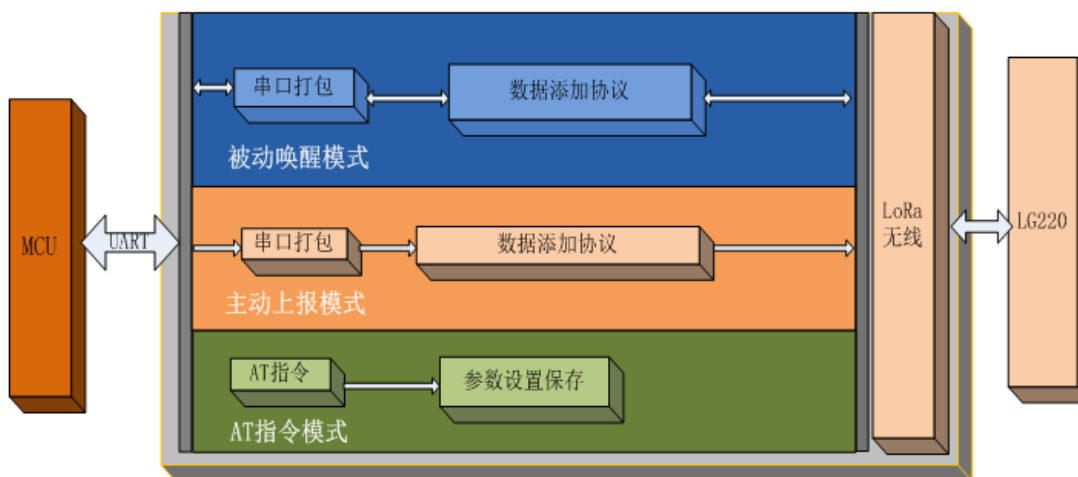 MCU
UART
串口打包
数据添加协议
被动唤醒模式
串口打包
数据添加协议
主动上报模式
AT指令
参数设置保存
AT指令模式
LoRa
无线
LG220